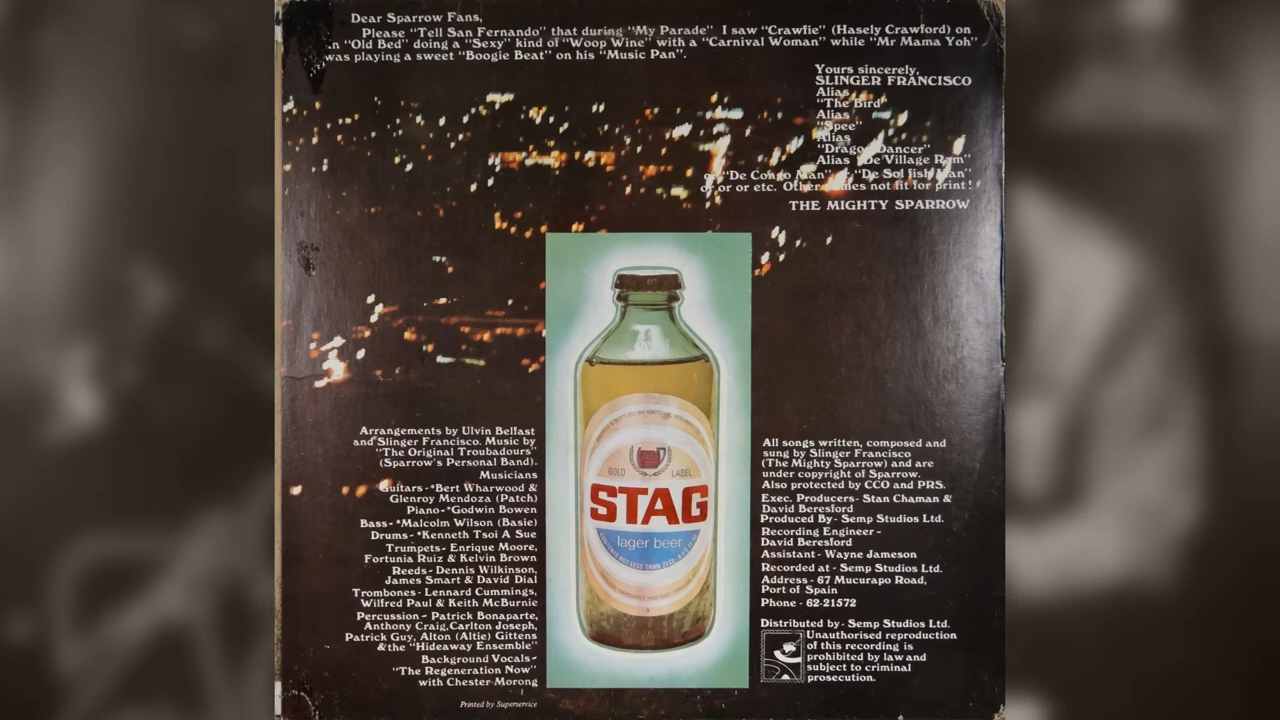 Dear Sparrow Fans,
Please "Tell San Fernando" that during "My Parade" I saw "Crawfie" (Hasely Crawford) on
"Old Bed" doing a "Sexy" kind of "Woop Wine" with a "Carnival Woman" while "Mr Mama Yoh"
was playing a sweet "Boogie Beat" on his "Music Pan".
Yours sincerely,
SLINGER FRANCISCO
Alias
"The Bird"
Alias
"Spee"
Alias
"Dragon Dancer"
Alias "De Village Ram"
or "De Congo Man" or "De Sol jish Man"
or or or etc. Other names not fit for print!
THE MIGHTY SPARROW
GOLD LABEL
STAG
lager beer
Arrangements by Ulvin Belfast
and Slinger Francisco. Music by
"The Original Troubadours"
(Sparrow's Personal Band).
Musicians
Guitars-*Bert Wharwood &
Glenroy Mendoza (Patch)
Piano-*Godwin Bowen
Bass-*Malcolm Wilson (Basie)
Drums-*Kenneth Tsoi A Sue
Trumpets- Enrique Moore,
Fortunia Ruiz & Kelvin Brown
Reeds- Dennis Wilkinson,
James Smart & David Dial
Trombones- Lennard Cummings,
Wilfred Paul & Keith McBurnie
Percussion- Patrick Bonaparte,
Anthony Craig, Carlton Joseph,
Patrick Guy, Alton (Altie) Gittens
& the "Hideaway Ensemble"
Background Vocals-
"The Regeneration Now"
with Chester Morong
Printed by Superservice
All songs written, composed and
sung by Slinger Francisco
(The Mighty Sparrow) and are
under copyright of Sparrow.
Also protected by CCO and PRS.
Exec. Producers- Stan Chaman &
David Beresford
Produced By- Semp Studios Ltd.
Recording Engineer-
David Beresford
Assistant- Wayne Jameson
Recorded at- Semp Studios Ltd.
Address- 67 Mucurapo Road,
Port of Spain
Phone- 62-21572
Distributed by- Semp Studios Ltd.
Unauthorised reproduction
of this recording is
prohibited by law and
subject to criminal
prosecution.